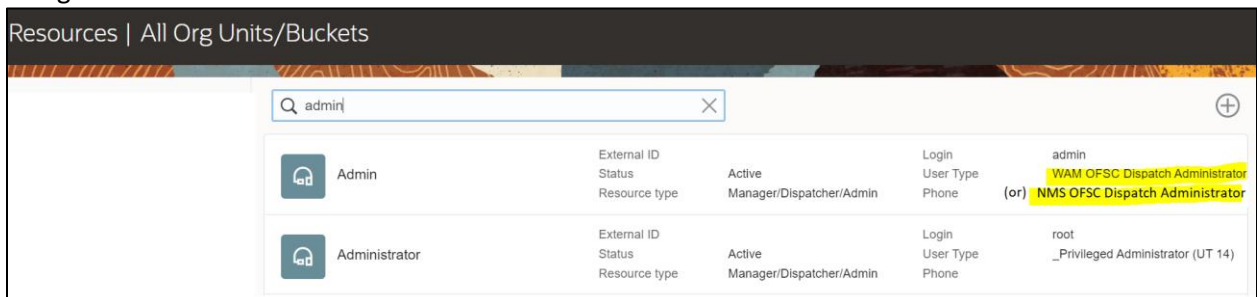 Resources | All Org Units/Buckets
admin
External ID Login admin
Admin Status Active User Type WAM OFSC Dispatch Administrator
Resource type Manager/Dispatcher/Admin Phone (or) NMS OFSC Dispatch Administrator
External ID Login root
Administrator Status Active User Type _Privileged Administrator (UT 14)
Resource type Manager/Dispatcher/Admin Phone